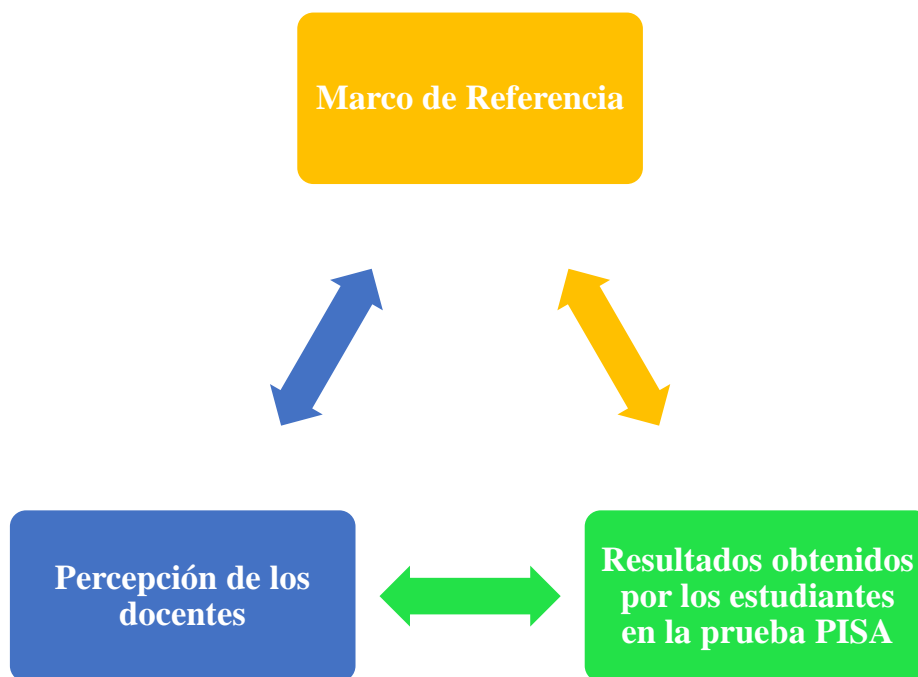 Marco de Referencia
Percepción de los
docentes
Resultados obtenidos
por los estudiantes
en la prueba PISA